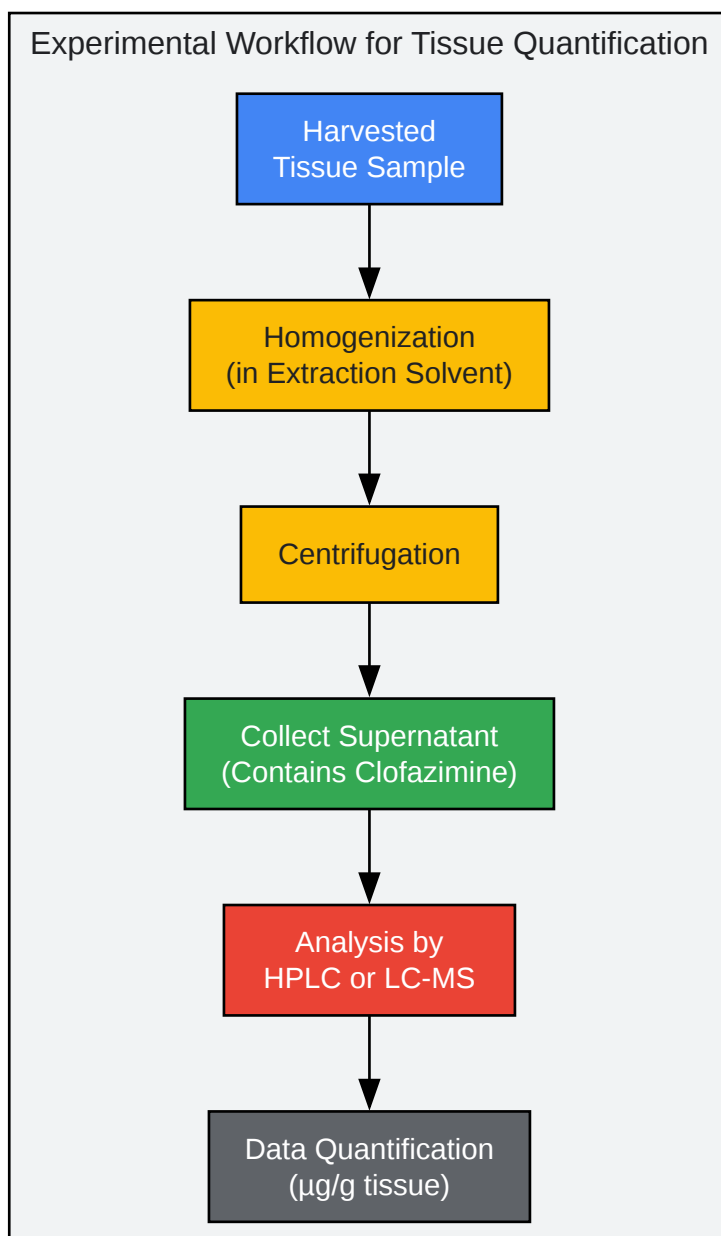 Experimental Workflow for Tissue Quantification
Harvested
Tissue Sample
Homogenization
(in Extraction Solvent)
Centrifugation
Collect Supernatant
(Contains Clofazimine)
Analysis by
HPLC or LC-MS
Data Quantification
(µg/g tissue)